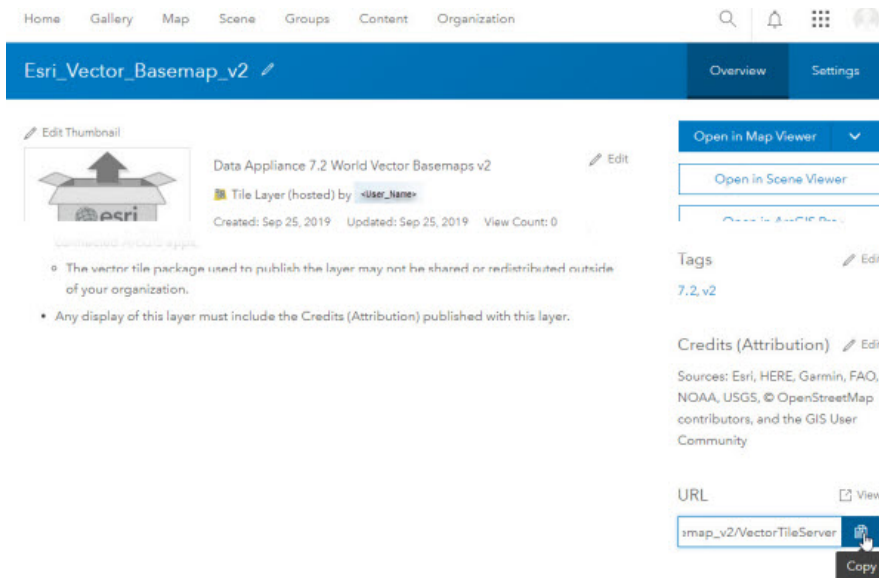 Home Gallery Map Scene Groups Content Organization
Esri_Vector_Basemap_v2
Overview Settings
Edit Thumbnail
esri
Data Appliance 7.2 World Vector Basemaps v2
Edit
Tile Layer (hosted) by <User_Name>
Created: Sep 25, 2019 Updated: Sep 25, 2019 View Count: 0
The vector tile package used to publish the layer may not be shared or redistributed outside
of your organization.
Any display of this layer must include the Credits (Attribution) published with this layer.
Open in Map Viewer
Open in Scene Viewer
Tags Edi
7.2, v2
Credits (Attribution) Edi
Sources: Esri, HERE, Garmin, FAO,
NOAA, USGS, © OpenStreetMap
contributors, and the GIS User
Community
URL View
emap_v2/VectorTileServer
Copy